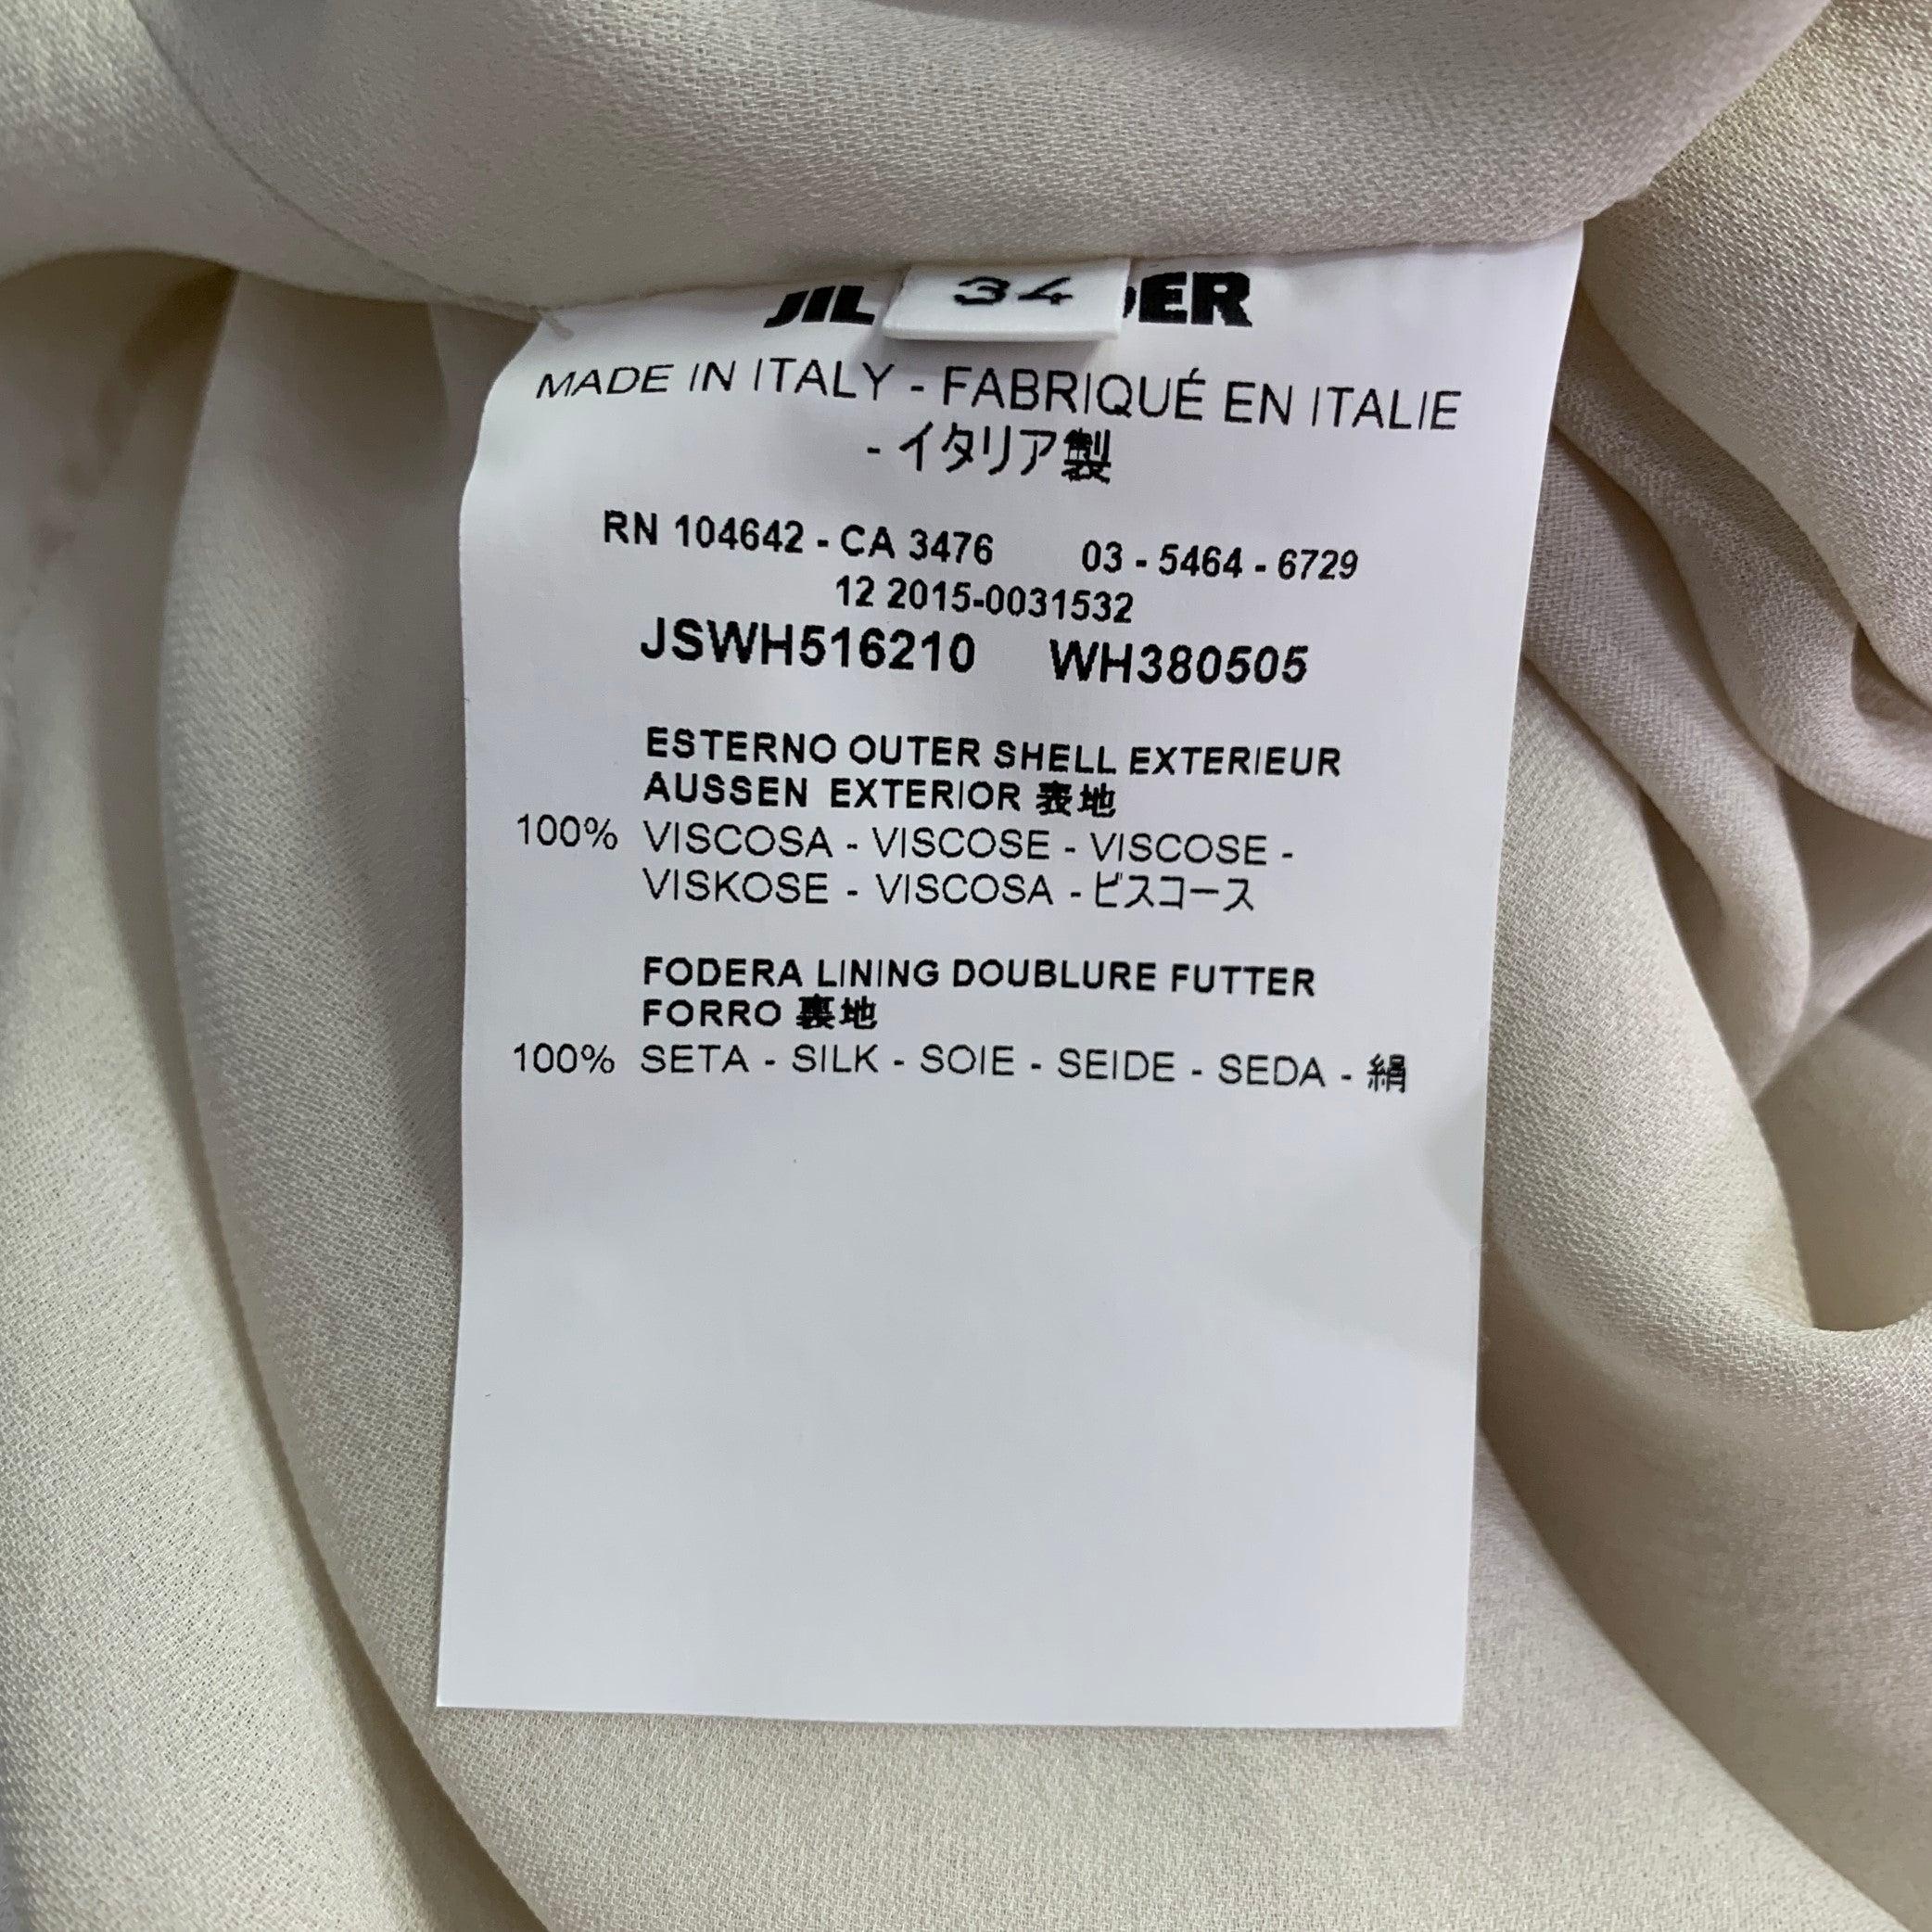 34
JIL
MADE IN ITALY - FABRIQUÉ EN ITALIE
- イタリア製
RN 104642 - CA 3476 03 - 5464 - 6729
12 2015-0031532
JSWH516210 WH380505
ESTERNO OUTER SHELL EXTERIEUR
AUSSEN EXTERIOR 表地
100% VISCOSA - VISCOSE - VISCOSE -
VISKOSE - VISCOSA - ビスコース
FODERA LINING DOUBLURE FUTTER
FORRO 裏地
100% SETA - SILK - SOIE - SEIDE - SEDA - 絹